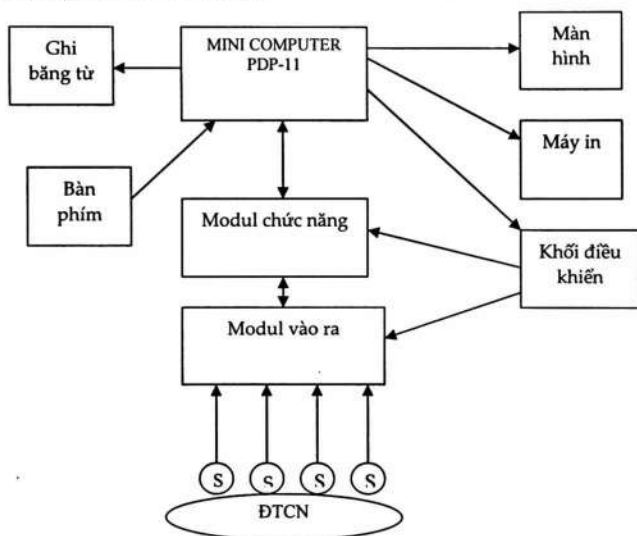 Ghi
băng từ
MINI COMPUTER
PDP-11
Màn
hình
Máy in
Bàn
phím
Modul chức năng
Khối điều
khiển
Modul vào ra
S
S
S
S
ĐTCN